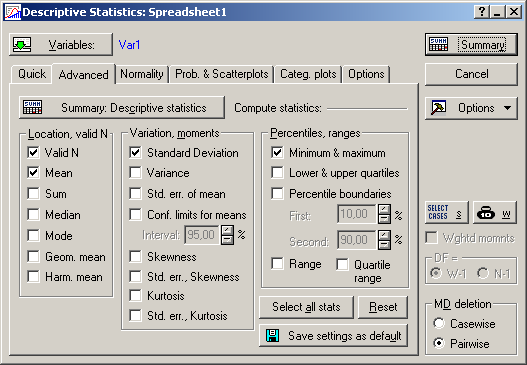 Descriptive Statistics: Spreadsheet1
Variables: Var1
SUMM Summary
Quick Advanced Normality Prob. & Scatterplots Categ. plots Options
Cancel
SUMM Summary: Descriptive statistics Compute statistics:
Options
Location, valid N
Valid N
Mean
Sum
Median
Mode
Geom. mean
Harm. mean
Variation, moments
Standard Deviation
Variance
Std. err. of mean
Conf. limits for means
Interval: 95,00 %
Skewness
Std. err., Skewness
Kurtosis
Std. err., Kurtosis
Percentiles, ranges
Minimum & maximum
Lower & upper quartiles
Percentile boundaries
First: 10,00 %
Second: 90,00 %
Range
Quartile
range
Select all stats Reset
Save settings as default
SELECT
CASES S W
Wghtd momnts
DF =
W-1 N-1
MD deletion
Casewise
Pairwise